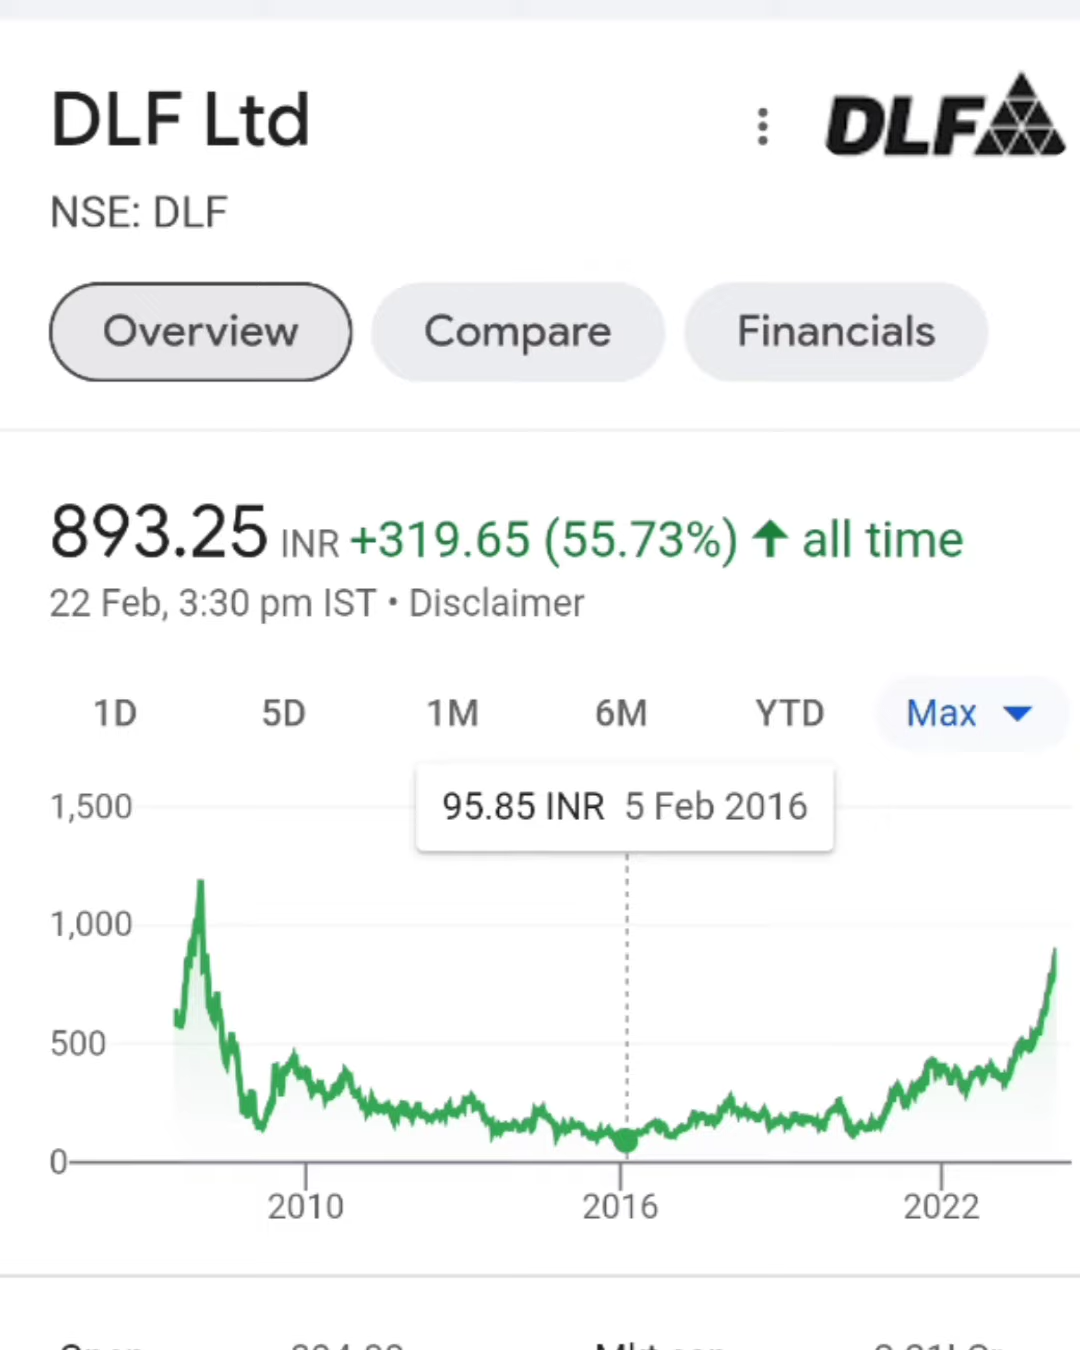 DLF Ltd
DLF
NSE: DLF
Overview Compare Financials
893.25 INR +319.65 (55.73%) ↑ all time
22 Feb, 3:30 pm IST • Disclaimer
1D 5D 1M 6M YTD Max
95.85 INR 5 Feb 2016
1,500
1,000
500
0
2010 2016 2022